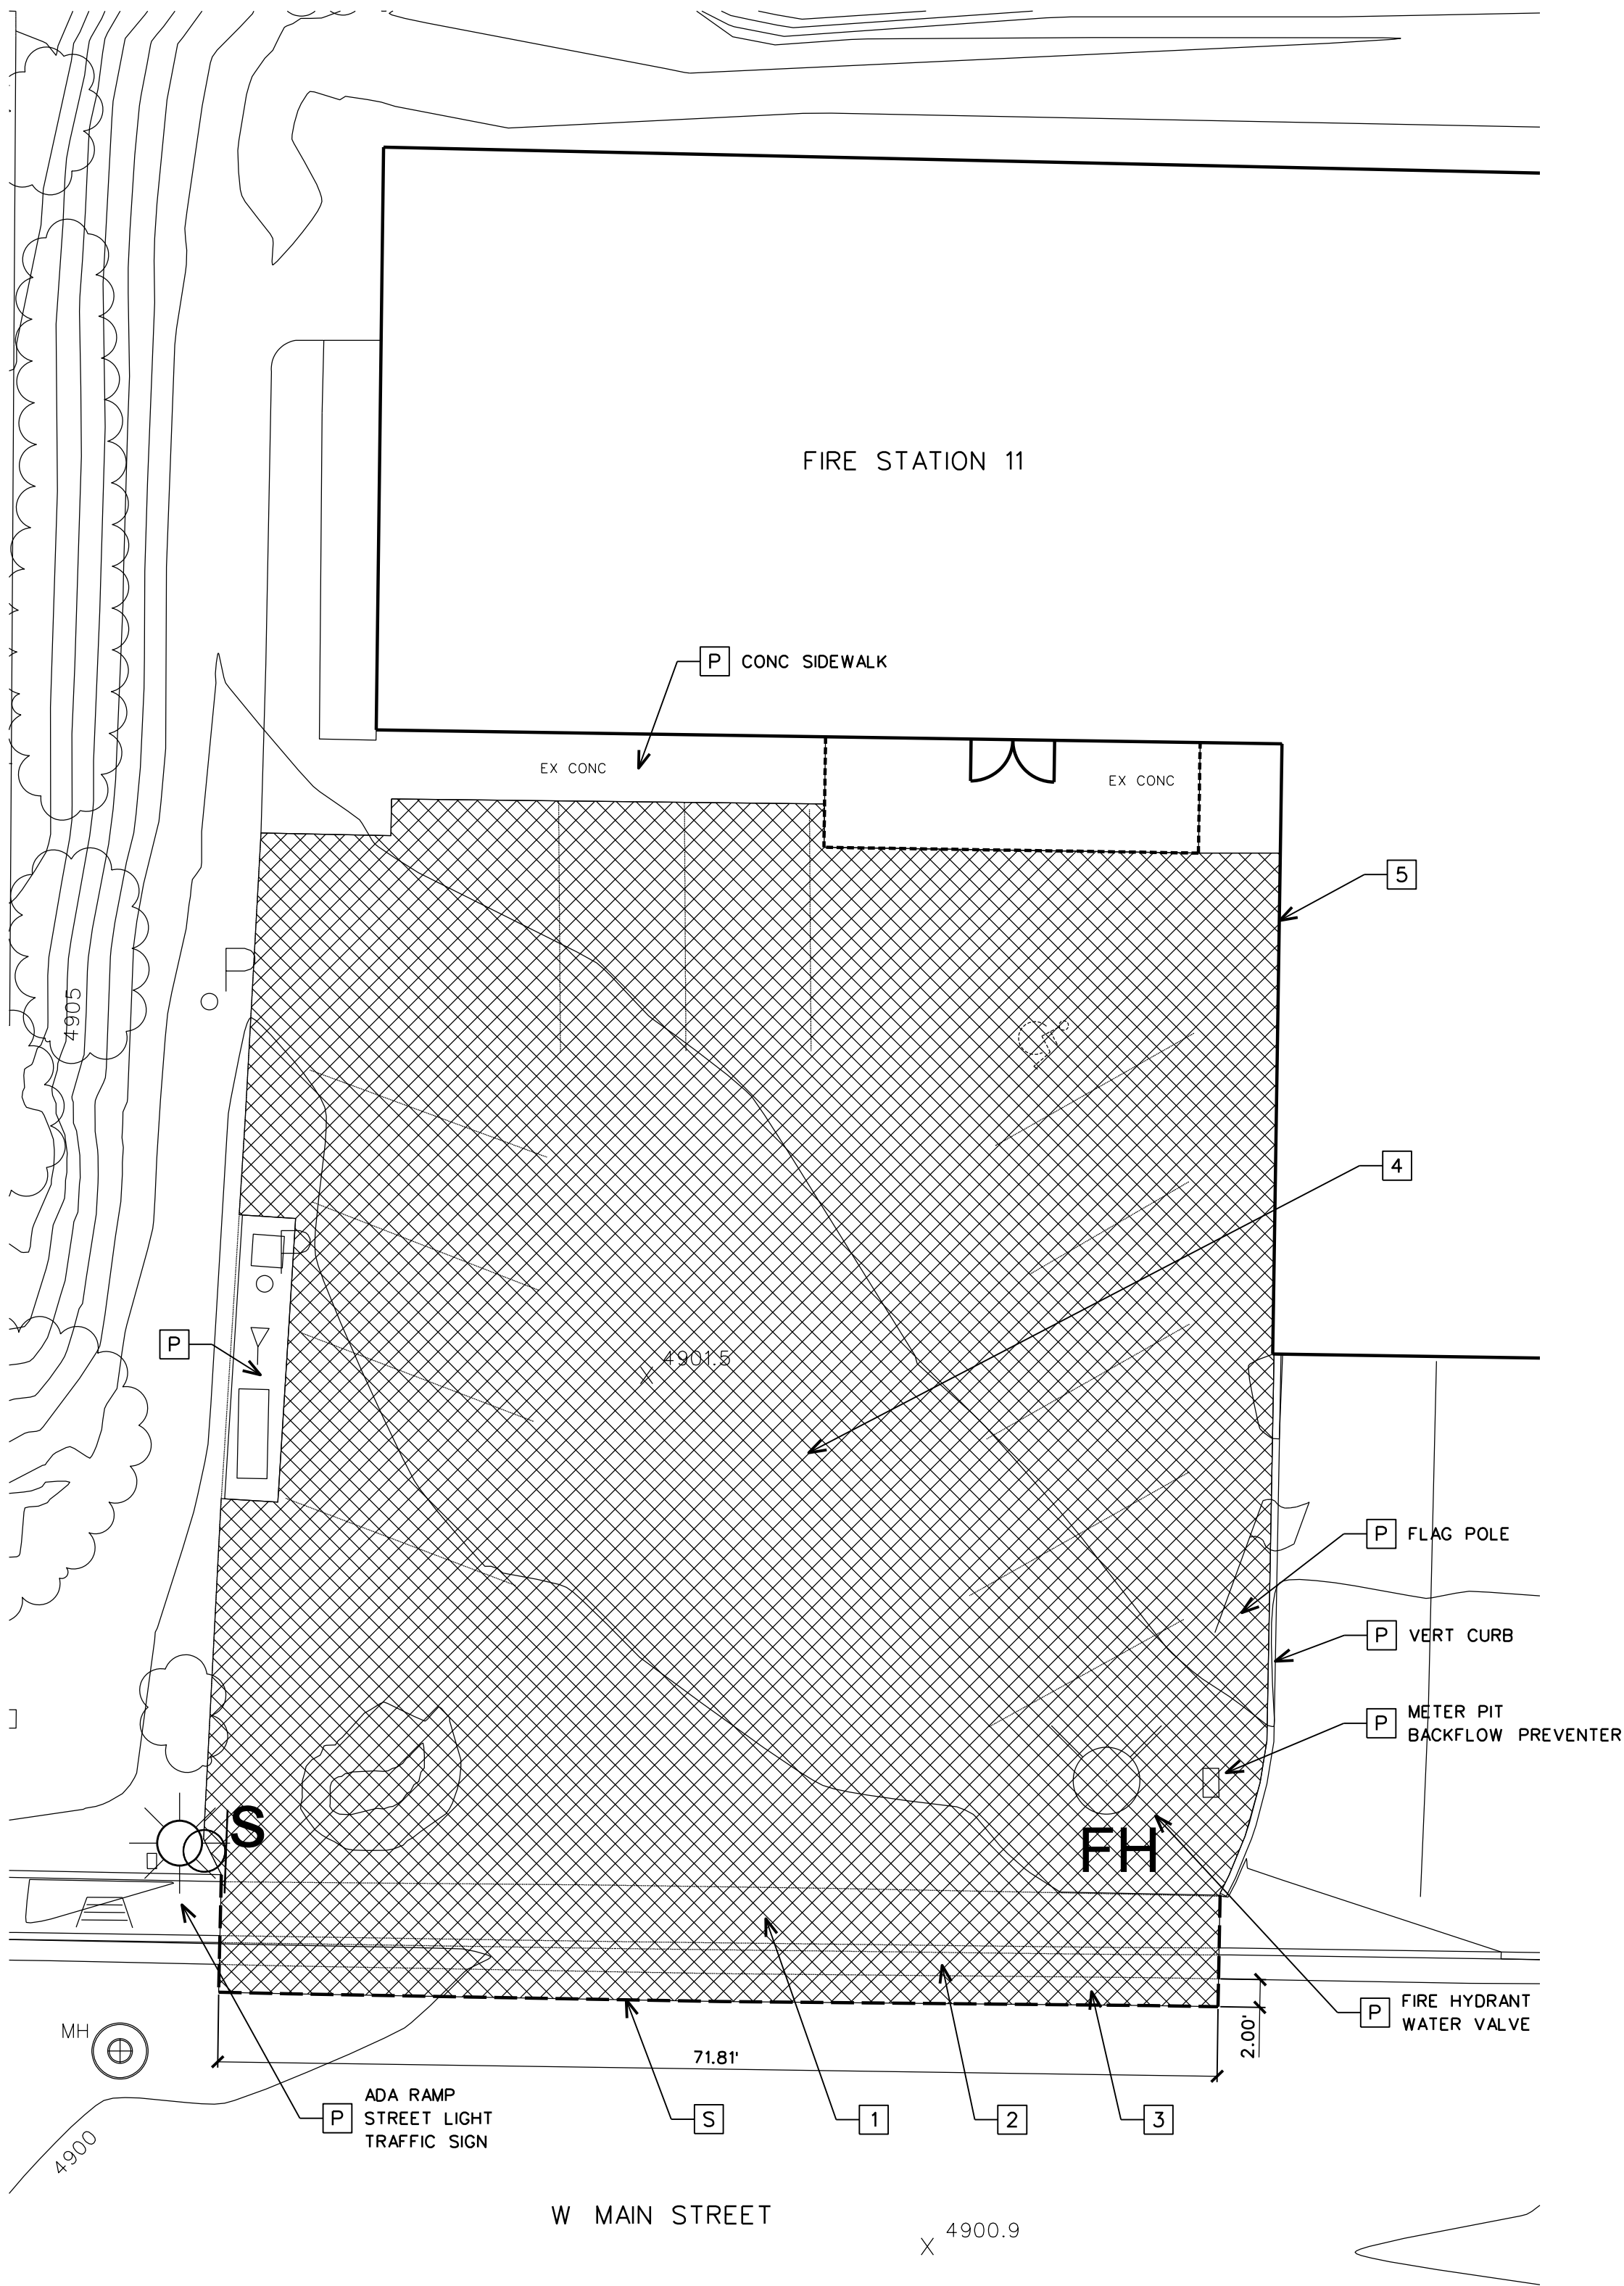 FIRE STATION 11
P CONC SIDEWALK
EX CONC
EX CONC
5
P
4905
4
P
4901.5
P FLAG POLE
P VERT CURB
P METER PIT
BACKFLOW PREVENTER
S
FH
P FIRE HYDRANT
WATER VALVE
MH
2.00'
71.81'
P ADA RAMP
STREET LIGHT
TRAFFIC SIGN
S
1
2
3
4900
W MAIN STREET
X 4900.9